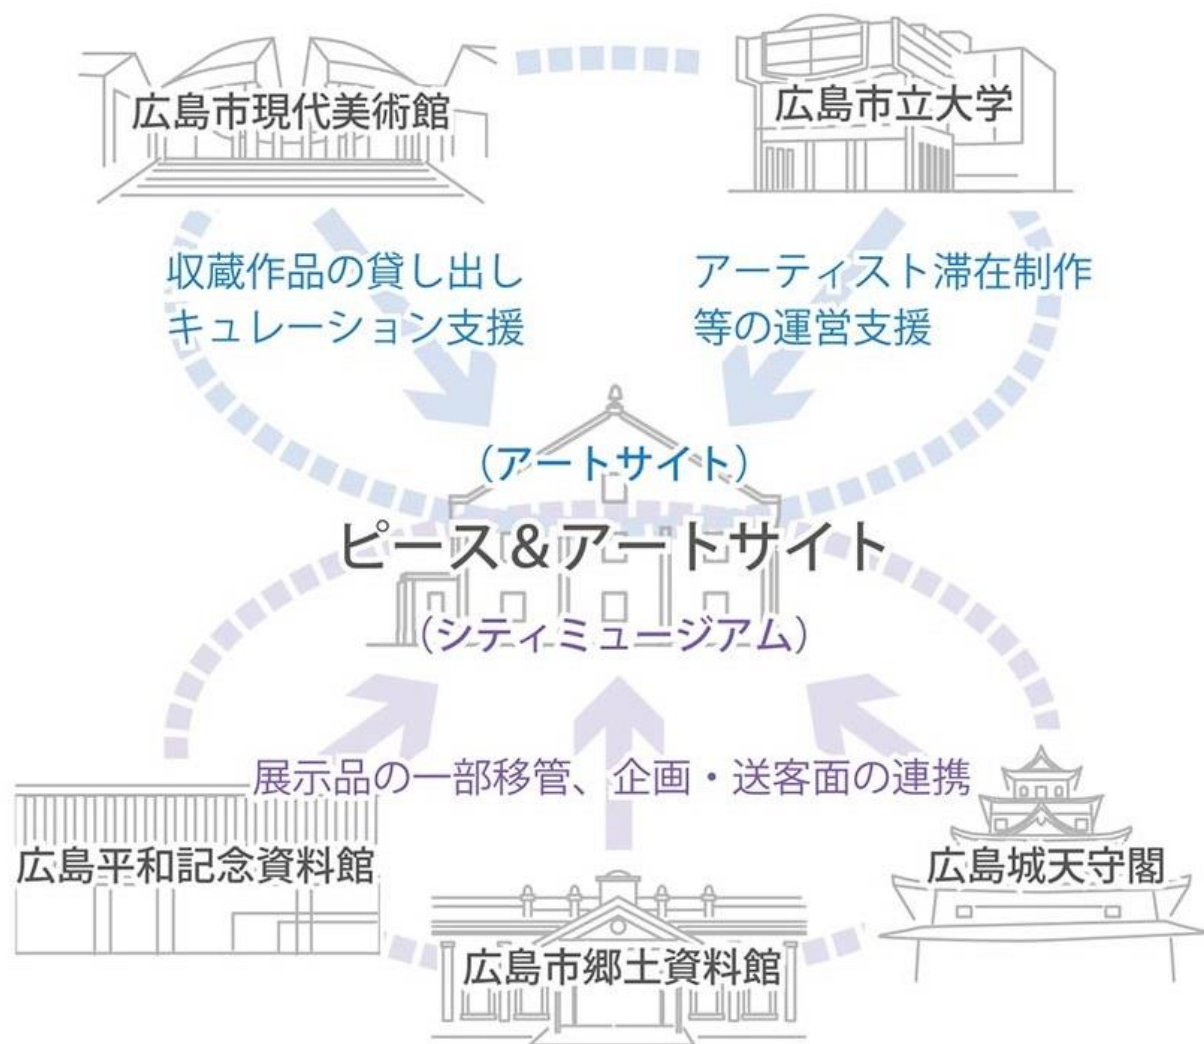 広島市現代美術館
広島市立大学
収蔵作品の貸し出し
キュレーション支援
アーティスト滞在制作
等の運営支援
（アートサイト）
ピース&アートサイト
（シティミュージアム）
展示品の一部移管、企画・送客面の連携
広島平和記念資料館
広島城天守閣
広島市郷土資料館